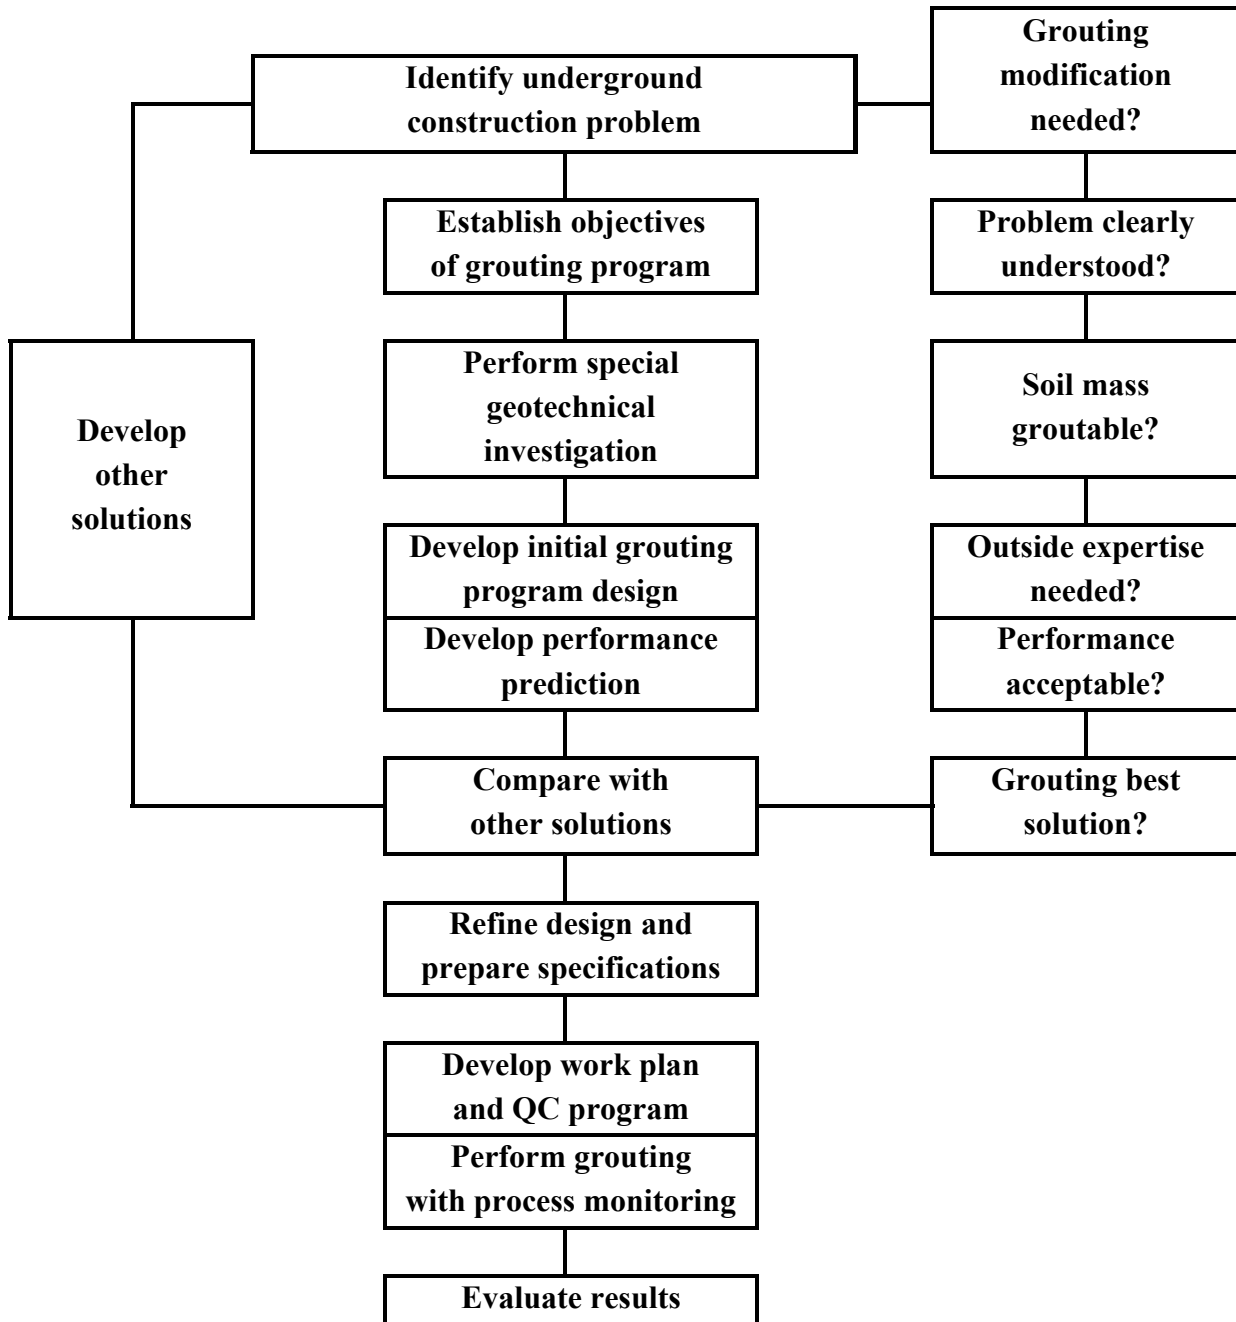 Identify underground
construction problem
Grouting
modification
needed?
Establish objectives
of grouting program
Problem clearly
understood?
Develop
other
solutions
Perform special
geotechnical
investigation
Soil mass
groutable?
Develop initial grouting
program design
Outside expertise
needed?
Develop performance
prediction
Performance
acceptable?
Compare with
other solutions
Grouting best
solution?
Refine design and
prepare specifications
Develop work plan
and QC program
Perform grouting
with process monitoring
Evaluate results